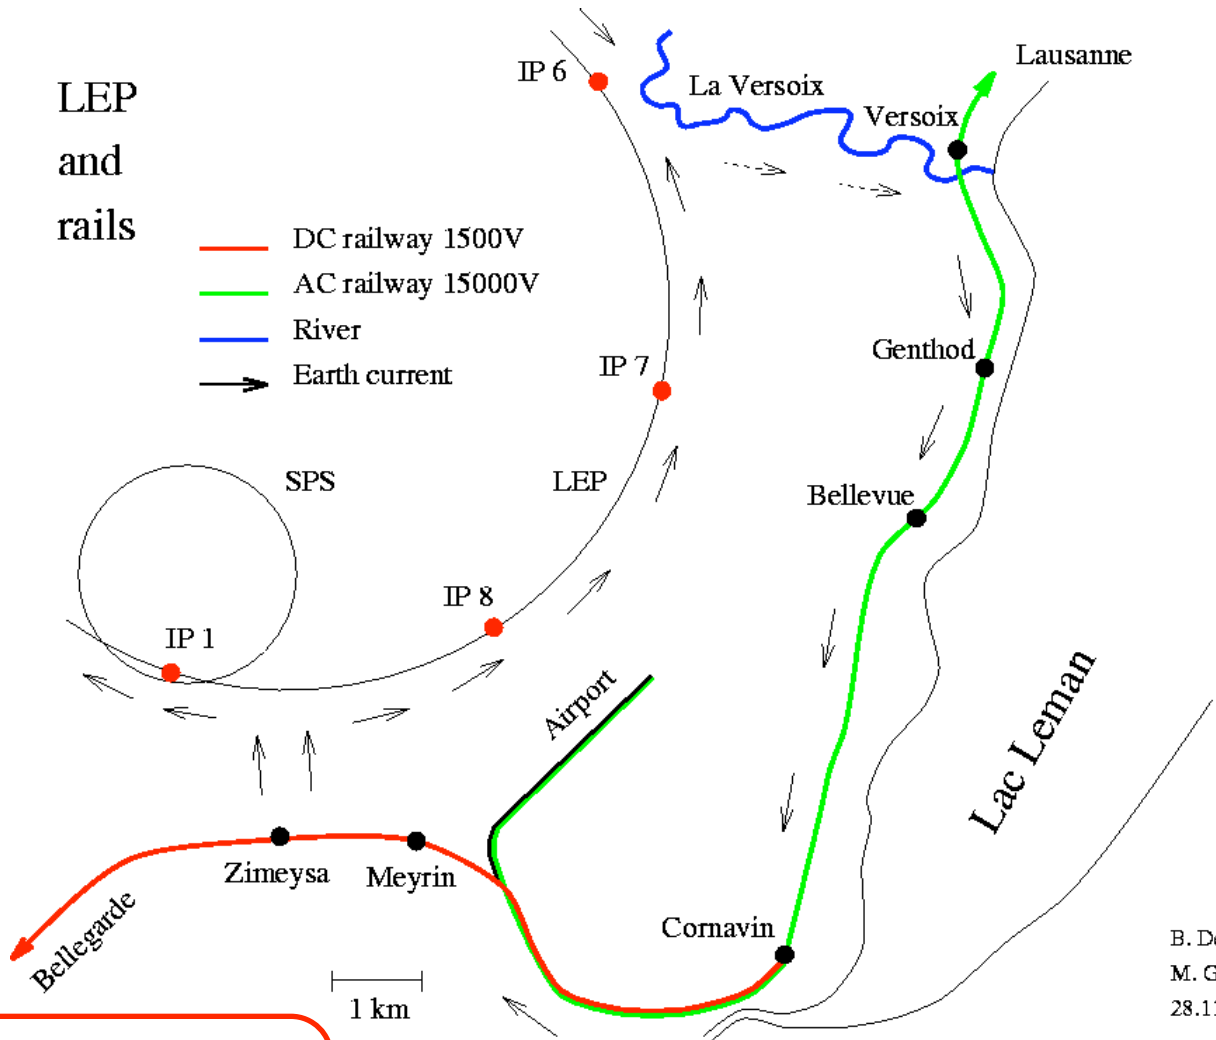 LEP
and
rails
DC railway 1500V
AC railway 15000V
River
Earth current
IP 6
La Versoix
Lausanne
Versoix
IP 7
Genthod
SPS
LEP
Bellevue
IP 8
IP 1
Airport
Lac Leman
Zimeysa
Meyrin
Bellegarde
Cornavin
1 km
B.
M. G